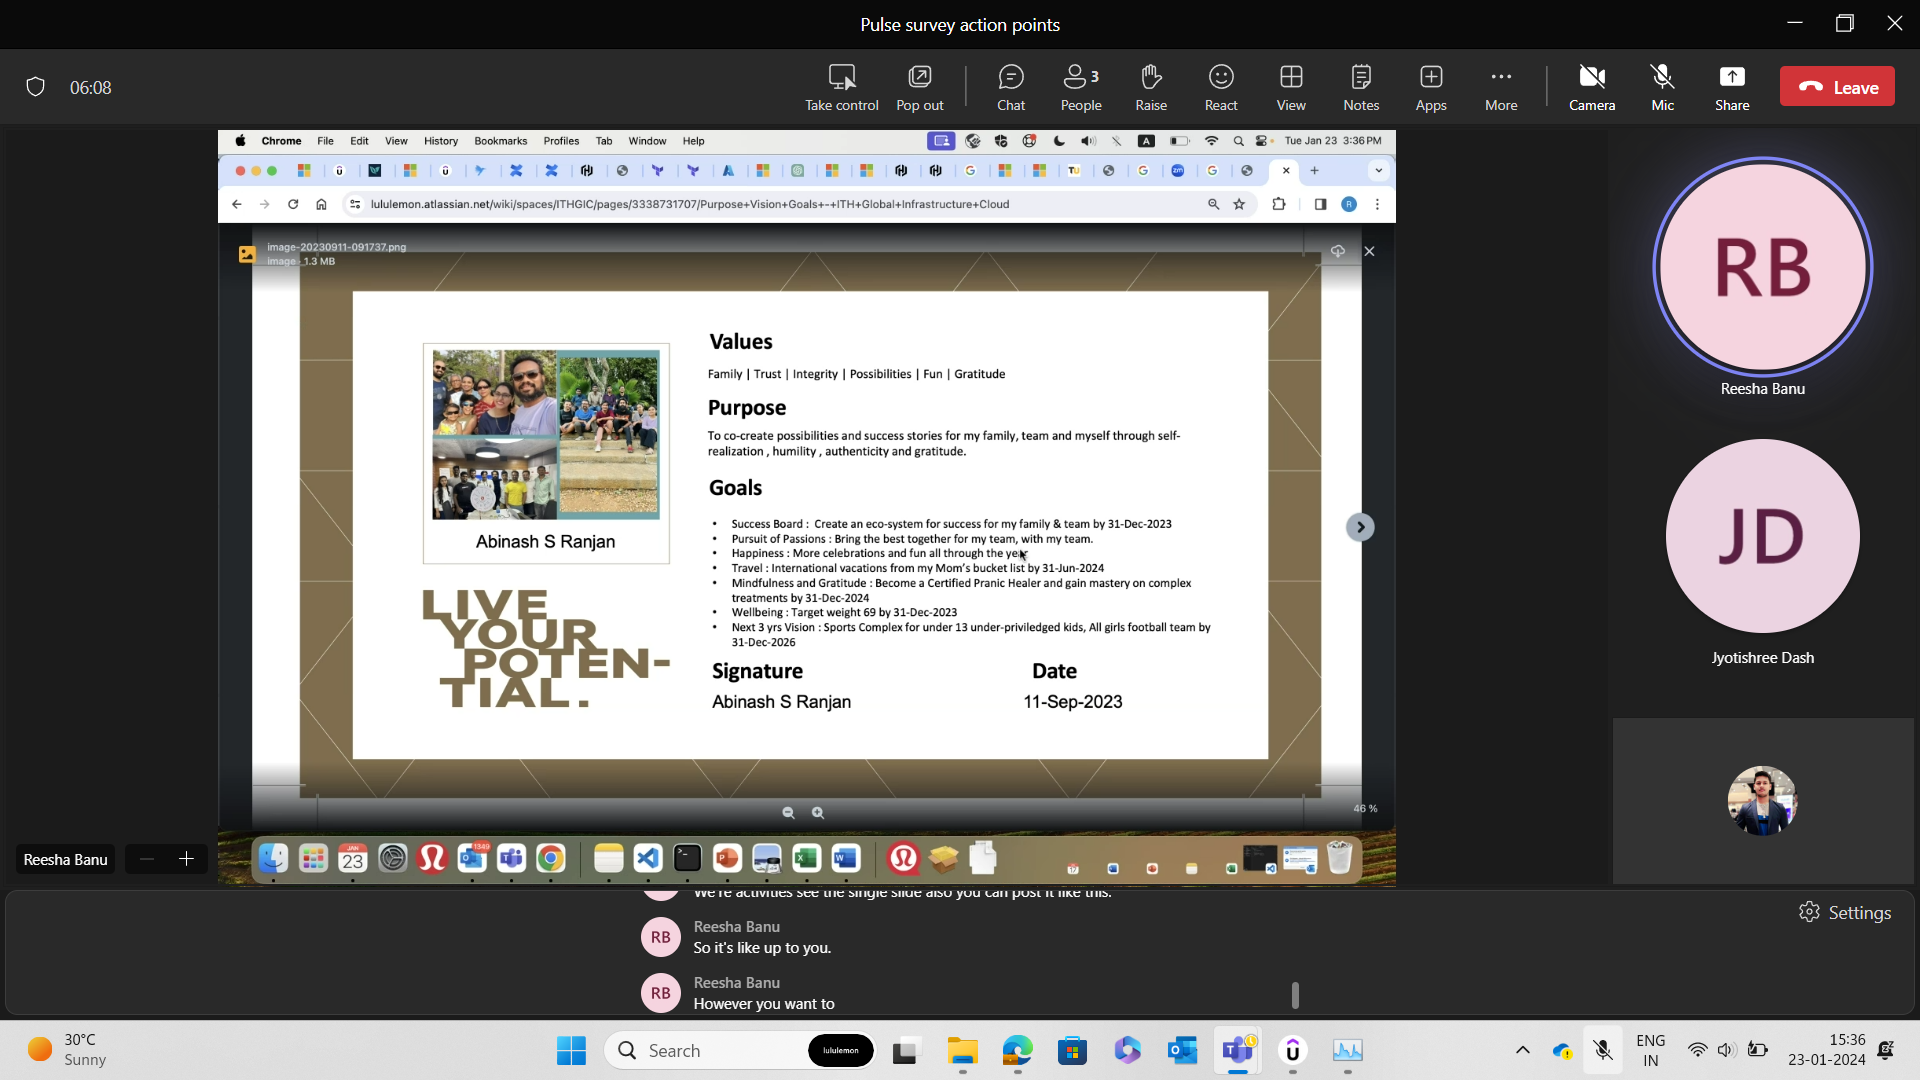 Pulse survey action points
06:08
Take control
Pop out
Chat
People
3
Raise
React
View
Notes
Apps
More
Camera
Mic
Share
Leave
Chrome File Edit View History Bookmarks Profiles Tab Window Help
A
Tue Jan 23 3:36 PM
lululemon.atlassian.net/wiki/spaces/ITHGIC/pages/3338731707/Purpose+Vision+Goals+-+ITH+Global+Infrastructure+Cloud
R
image-20230911-091737.png
image · 1.3 MB
Values
Family | Trust | Integrity | Possibilities | Fun | Gratitude
Purpose
To co-create possibilities and success stories for my family, team and myself through self-
realization , humility , authenticity and gratitude.
Goals
• Success Board : Create an eco-system for success for my family & team by 31-Dec-2023
• Pursuit of Passions : Bring the best together for my team, with my team.
• Happiness : More celebrations and fun all through the year
• Travel : International vacations from my Mom's bucket list by 31-Jun-2024
• Mindfulness and Gratitude : Become a Certified Pranic Healer and gain mastery on complex
treatments by 31-Dec-2024
• Wellbeing : Target weight 69 by 31-Dec-2023
• Next 3 yrs Vision : Sports Complex for under 13 under-priviledged kids, All girls football team by
31-Dec-2026
Signature
Date
Abinash S Ranjan
11-Sep-2023
Abinash S Ranjan
LIVE
YOUR
POTEN-
TIAL.
46 %
JAN
23
1349
17
RB
Reesha Banu
JD
Jyotishree Dash
Reesha Banu
We're activities see the single slide also you can post it like this.
RB
Reesha Banu
So it's like up to you.
RB
Reesha Banu
However you want to
Settings
30°C
Sunny
Search
lululemon
ENG
IN
15:36
23-01-2024